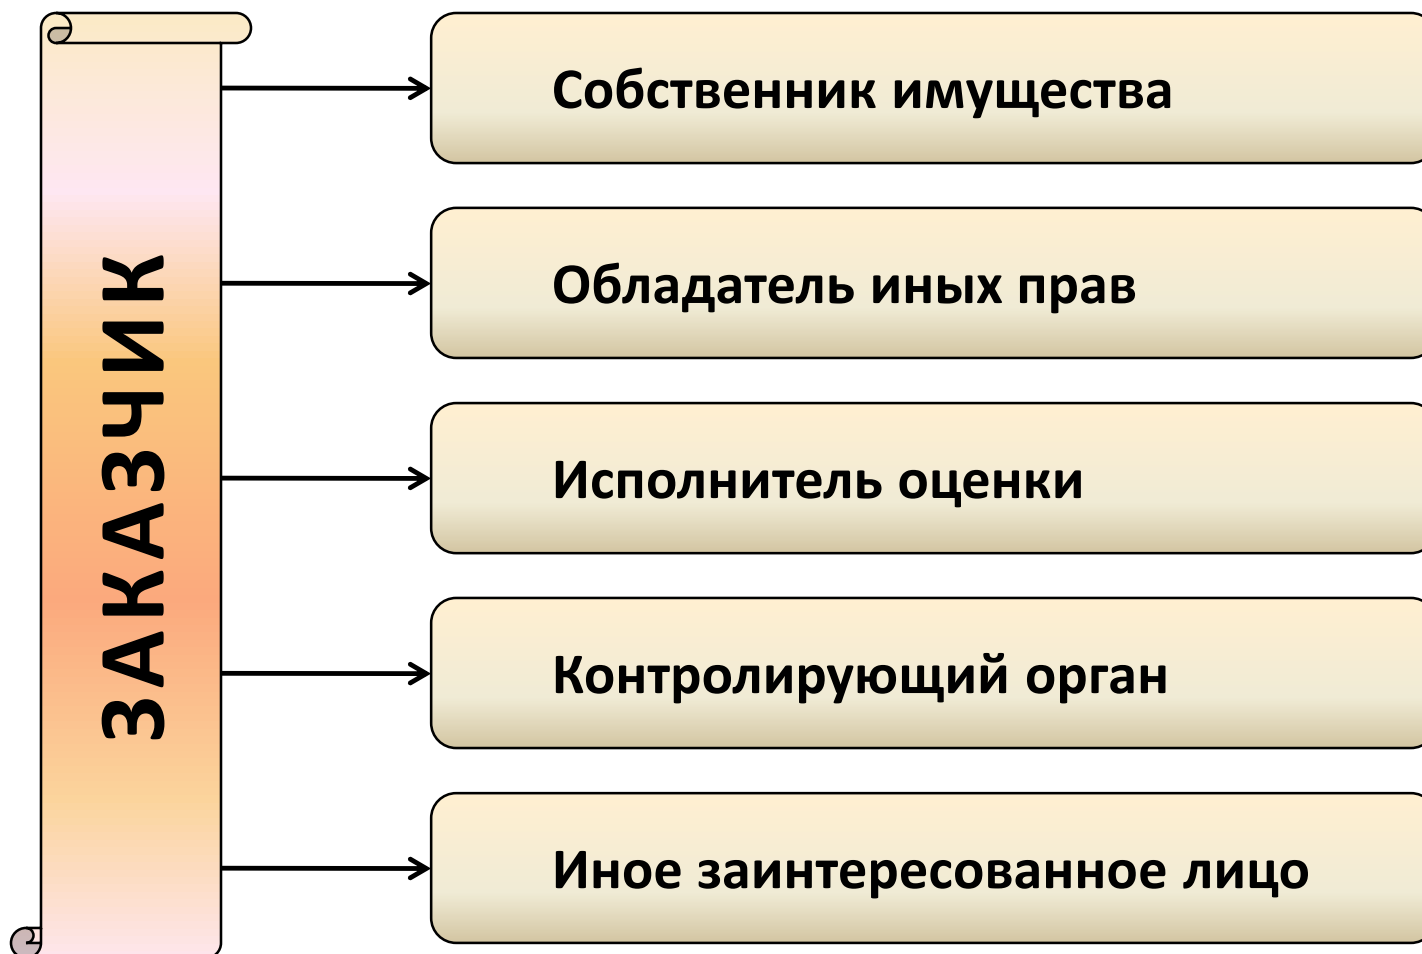 ЗАКАЗЧИК
Собственник имущества
Обладатель иных прав
Исполнитель оценки
Контролирующий орган
Иное заинтересованное лицо